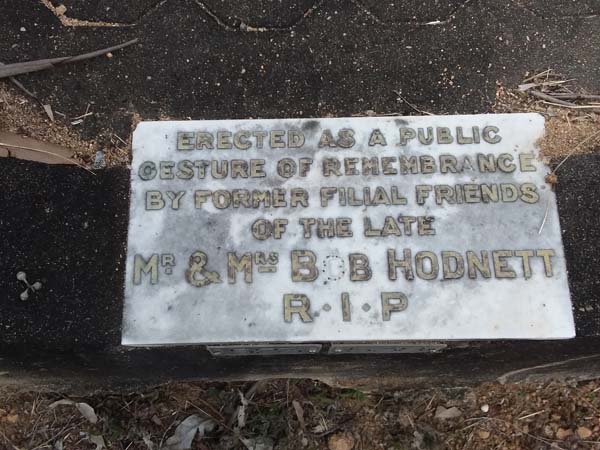 ERECTED AS A PUBLIC
GESTURE OF REMEMBRANCE
BY FORMER FILIAL FRIENDS
OF THE LATE
MR. & MRS BOB HODNETT
R·I·P